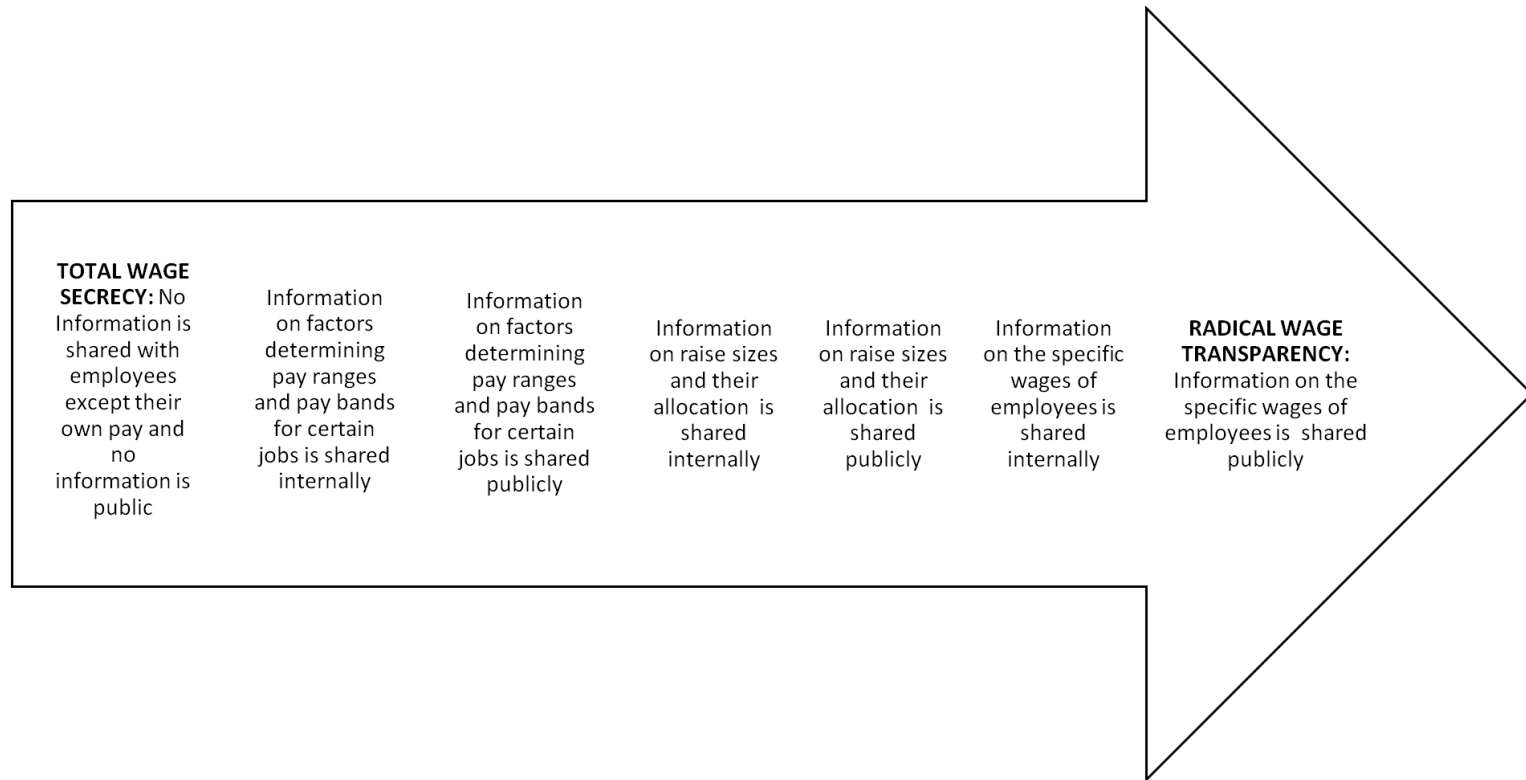 TOTAL WAGE
SECRECY: No
Information is
shared with
employees
except their
own pay and
no
information is
public
Information
on factors
determining
pay ranges
and pay bands
for certain
jobs is shared
internally
Information
on factors
determining
pay ranges
and pay bands
for certain
jobs is shared
publicly
Information
on raise sizes
and their
allocation is
shared
internally
Information
on raise sizes
and their
allocation is
shared
publicly
Information
on the specific
wages of
employees is
shared
internally
RADICAL WAGE
TRANSPARENCY:
Information on the
specific wages of
employees is shared
publicly